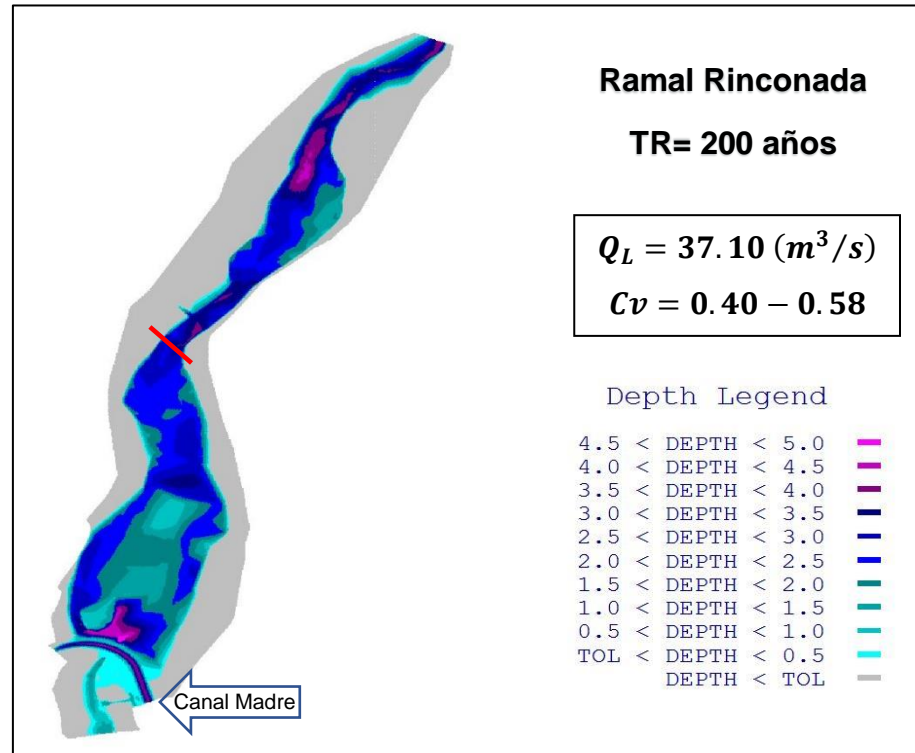 Ramal Rinconada
TR= 200 años
Q_L = 37.10 (m³/s)
Cv = 0.40 − 0.58
Depth Legend
4.5 < DEPTH < 5.0
4.0 < DEPTH < 4.5
3.5 < DEPTH < 4.0
3.0 < DEPTH < 3.5
2.5 < DEPTH < 3.0
2.0 < DEPTH < 2.5
1.5 < DEPTH < 2.0
1.0 < DEPTH < 1.5
0.5 < DEPTH < 1.0
TOL < DEPTH < 0.5
DEPTH < TOL
Canal Madre